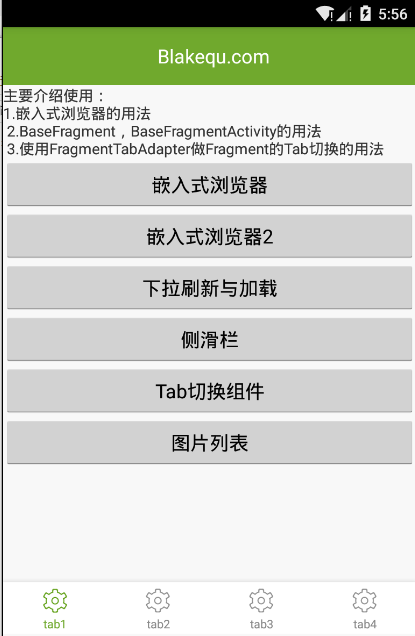 5:56
Blakequ.com
主要介绍使用：
1.嵌入式浏览器的用法
2.BaseFragment，BaseFragmentActivity的用法
3.使用FragmentTabAdapter做Fragment的Tab切换的用法
嵌入式浏览器
嵌入式浏览器2
下拉刷新与加载
侧滑栏
Tab切换组件
图片列表
tab1 tab2 tab3 tab4